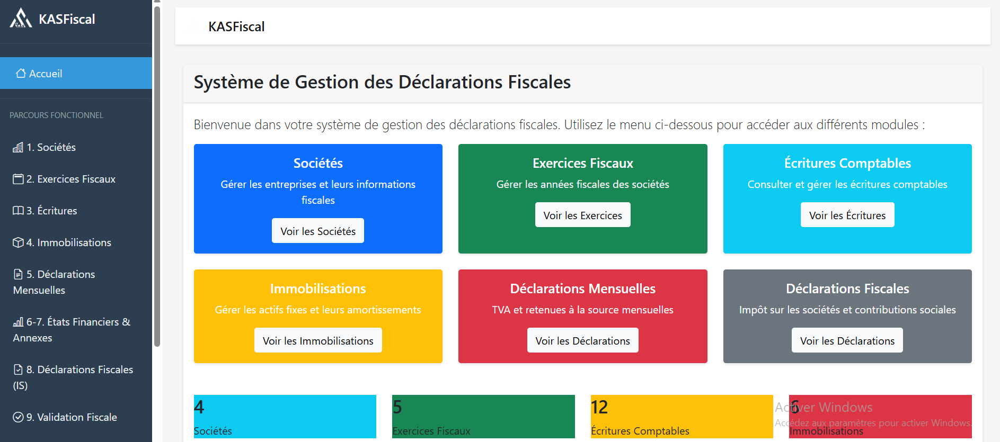 KASFiscal
Accueil
PARCOURS FONCTIONNEL
1. Sociétés
2. Exercices Fiscaux
3. Écritures
4. Immobilisations
5. Déclarations
Mensuelles
6-7. États Financiers &
Annexes
8. Déclarations Fiscales
(IS)
9. Validation Fiscale
KASFiscal
Système de Gestion des Déclarations Fiscales
Bienvenue dans votre système de gestion des déclarations fiscales. Utilisez le menu ci-dessous pour accéder aux différents modules :
Sociétés
Gérer les entreprises et leurs informations
fiscales
Voir les Sociétés
Exercices Fiscaux
Gérer les années fiscales des sociétés
Voir les Exercices
Écritures Comptables
Consulter et gérer les écritures comptables
Voir les Écritures
Immobilisations
Gérer les actifs fixes et leurs amortissements
Voir les Immobilisations
Déclarations Mensuelles
TVA et retenues à la source mensuelles
Voir les Déclarations
Déclarations Fiscales
Impôt sur les sociétés et contributions sociales
Voir les Déclarations
4
Sociétés
5
Exercices Fiscaux
12
Écritures Comptables
6
Immobilisations
Activer Windows
Accédez aux paramètres pour activer Windows.